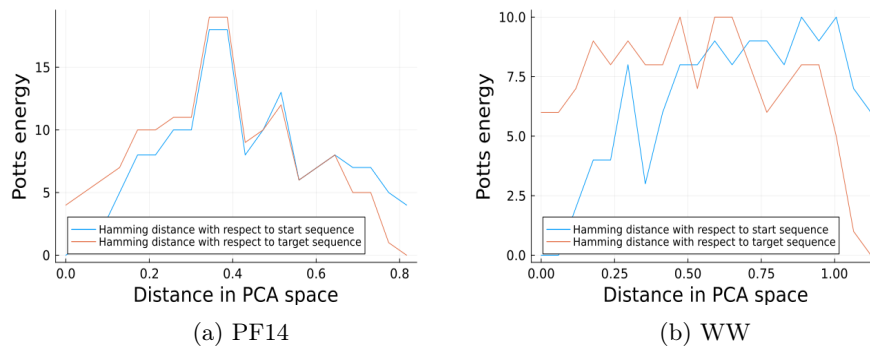 Potts energy
15
10
5
0
Hamming distance with respect to start sequence
Hamming distance with respect to target sequence
0.0 0.2 0.4 0.6 0.8
Distance in PCA space
(a) PF14
Potts energy
10.0
7.5
5.0
2.5
0.0
Hamming distance with respect to start sequence
Hamming distance with respect to target sequence
0.00 0.25 0.50 0.75 1.00
Distance in PCA space
(b) WW